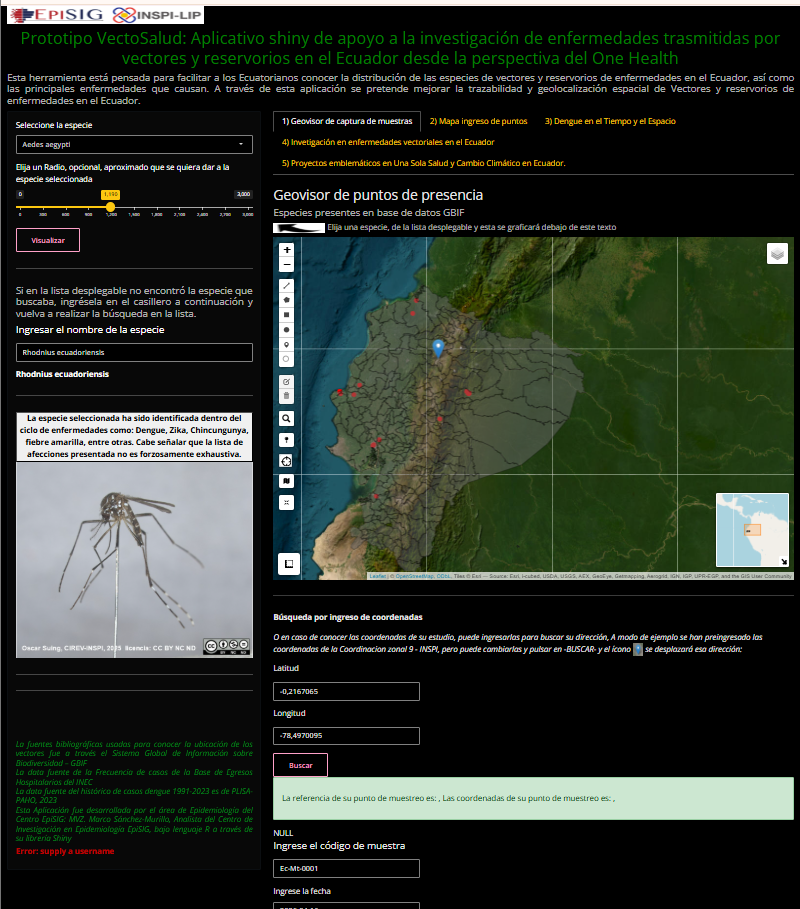 EPISIG INSPI-LIP
Prototipo VectoSalud: Aplicativo shiny de apoyo a la investigación de enfermedades trasmitidas por
vectores y reservorios en el Ecuador desde la perspectiva del One Health
Esta herramienta está pensada para facilitar a los Ecuatorianos conocer la distribución de las especies de vectores y reservorios de enfermedades en el Ecuador, así como
las principales enfermedades que causan. A través de esta aplicación se pretende mejorar la trazabilidad y geolocalización espacial de Vectores y reservorios de
enfermedades en el Ecuador.
Seleccione la especie
Aedes aegypti
Elija un Radio, opcional, aproximado que se quiera dar a la
especie seleccionada
0 1,190 3,000
0 300 600 900 1,200 1,500 1,800 2,100 2,400 2,700 3,000
Visualizar
Si en la lista desplegable no encontró la especie que
buscaba, ingrésela en el casillero a continuación y
vuelva a realizar la búsqueda en la lista.
Ingresar el nombre de la especie
Rhodnius ecuadoriensis
Rhodnius ecuadoriensis
La especie seleccionada ha sido identificada dentro del
ciclo de enfermedades como: Dengue, Zika, Chincungunya,
fiebre amarilla, entre otras. Cabe señalar que la lista de
afecciones presentada no es forzosamente exhaustiva.
Oscar Suing, CIREV-INSPI, 2015 licencia: CC BY NC ND
La fuentes bibliográficas usadas para conocer la ubicación de los
vectores fue a través el Sistema Global de Información sobre
Biodiversidad – GBIF
La data fuente de la Frecuencia de casos de la Base de Egresos
Hospitalarios del INEC
La data fuente del histórico de casos dengue 1991-2023 es de PLISA-
PAHO, 2023
Esta Aplicación fue desarrollada por el área de Epidemiologia del
Centro EpiSIG: MVZ. Marco Sánchez-Murillo, Analista del Centro de
Investigación en Epidemiología EpiSIG, bajo lenguaje R a través de
su librería Shiny
Error: supply a username
1) Geovisor de captura de muestras 2) Mapa ingreso de puntos 3) Dengue en el Tiempo y el Espacio
4) Invetigación en enfermedades vectoriales en el Ecuador
5) Proyectos emblemáticos en Una Sola Salud y Cambio Climático en Ecuador.
Geovisor de puntos de presencia
Especies presentes en base de datos GBIF
Elija una especie, de la lista desplegable y esta se graficará debajo de este texto
+
−
Leaflet | © OpenStreetMap, ODbL, Tiles © Esri — Source: Esri, i-cubed, USDA, USGS, AEX, GeoEye, Getmapping, Aerogrid, IGN, IGP, UPR-EGP, and the GIS User Community
Búsqueda por ingreso de coordenadas
O en caso de conocer las coordenadas de su estudio, puede ingresarlas para buscar su dirección, A modo de ejemplo se han preingresado las
coordenadas de la Coordinacion zonal 9 - INSPI, pero puede cambiarlas y pulsar en -BUSCAR- y el ícono se desplazará esa dirección:
Latitud
-0,2167065
Longitud
-78,4970095
Buscar
La referencia de su punto de muestreo es: , Las coordenadas de su punto de muestreo es: ,
NULL
Ingrese el código de muestra
Ec-Mt-0001
Ingrese la fecha